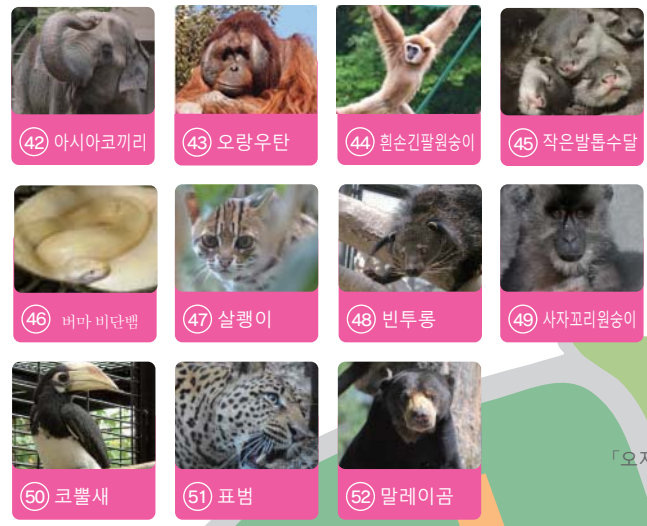 42 아시아코끼리
43 오랑우탄
44 흰손긴팔원숭이
45 작은발톱수달
46 버마 비단뱀
47 살쾡이
48 빈투롱
49 사자꼬리원숭이
50 코뿔새
51 표범
52 말레이곰